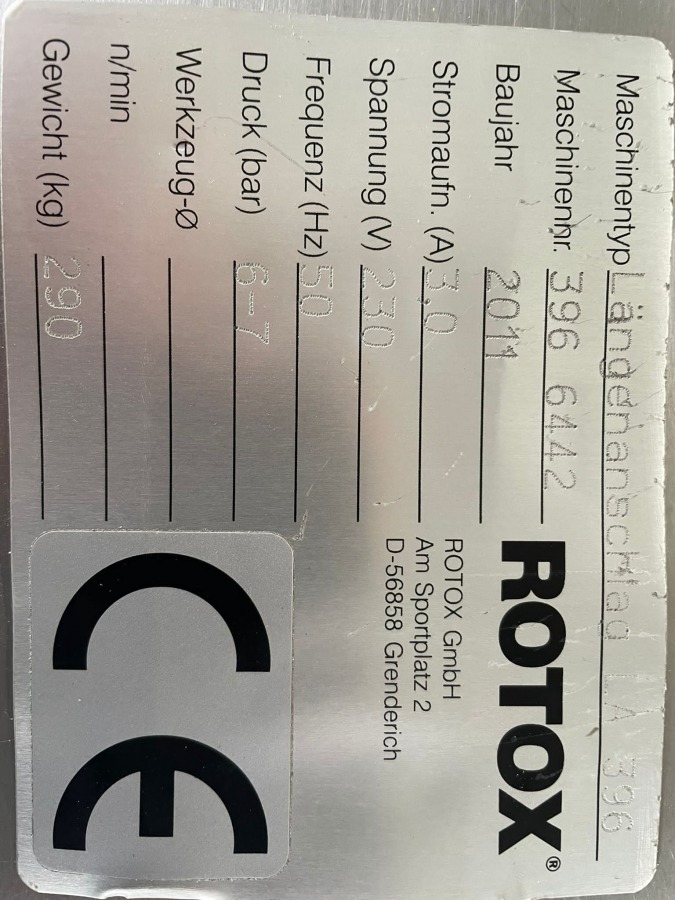 Maschinentyp Längenanschlag LA 396
Maschinennr. 396 6442
Baujahr 2011
Stromaufn. (A) 3,0
Spannung (V) 230
Frequenz (Hz) 50
Druck (bar) 6-7
Werkzeug-Ø
n/min
Gewicht (kg) 290
ROTOX®
ROTOX GmbH
Am Sportplatz 2
D-56858 Grenderich
CE